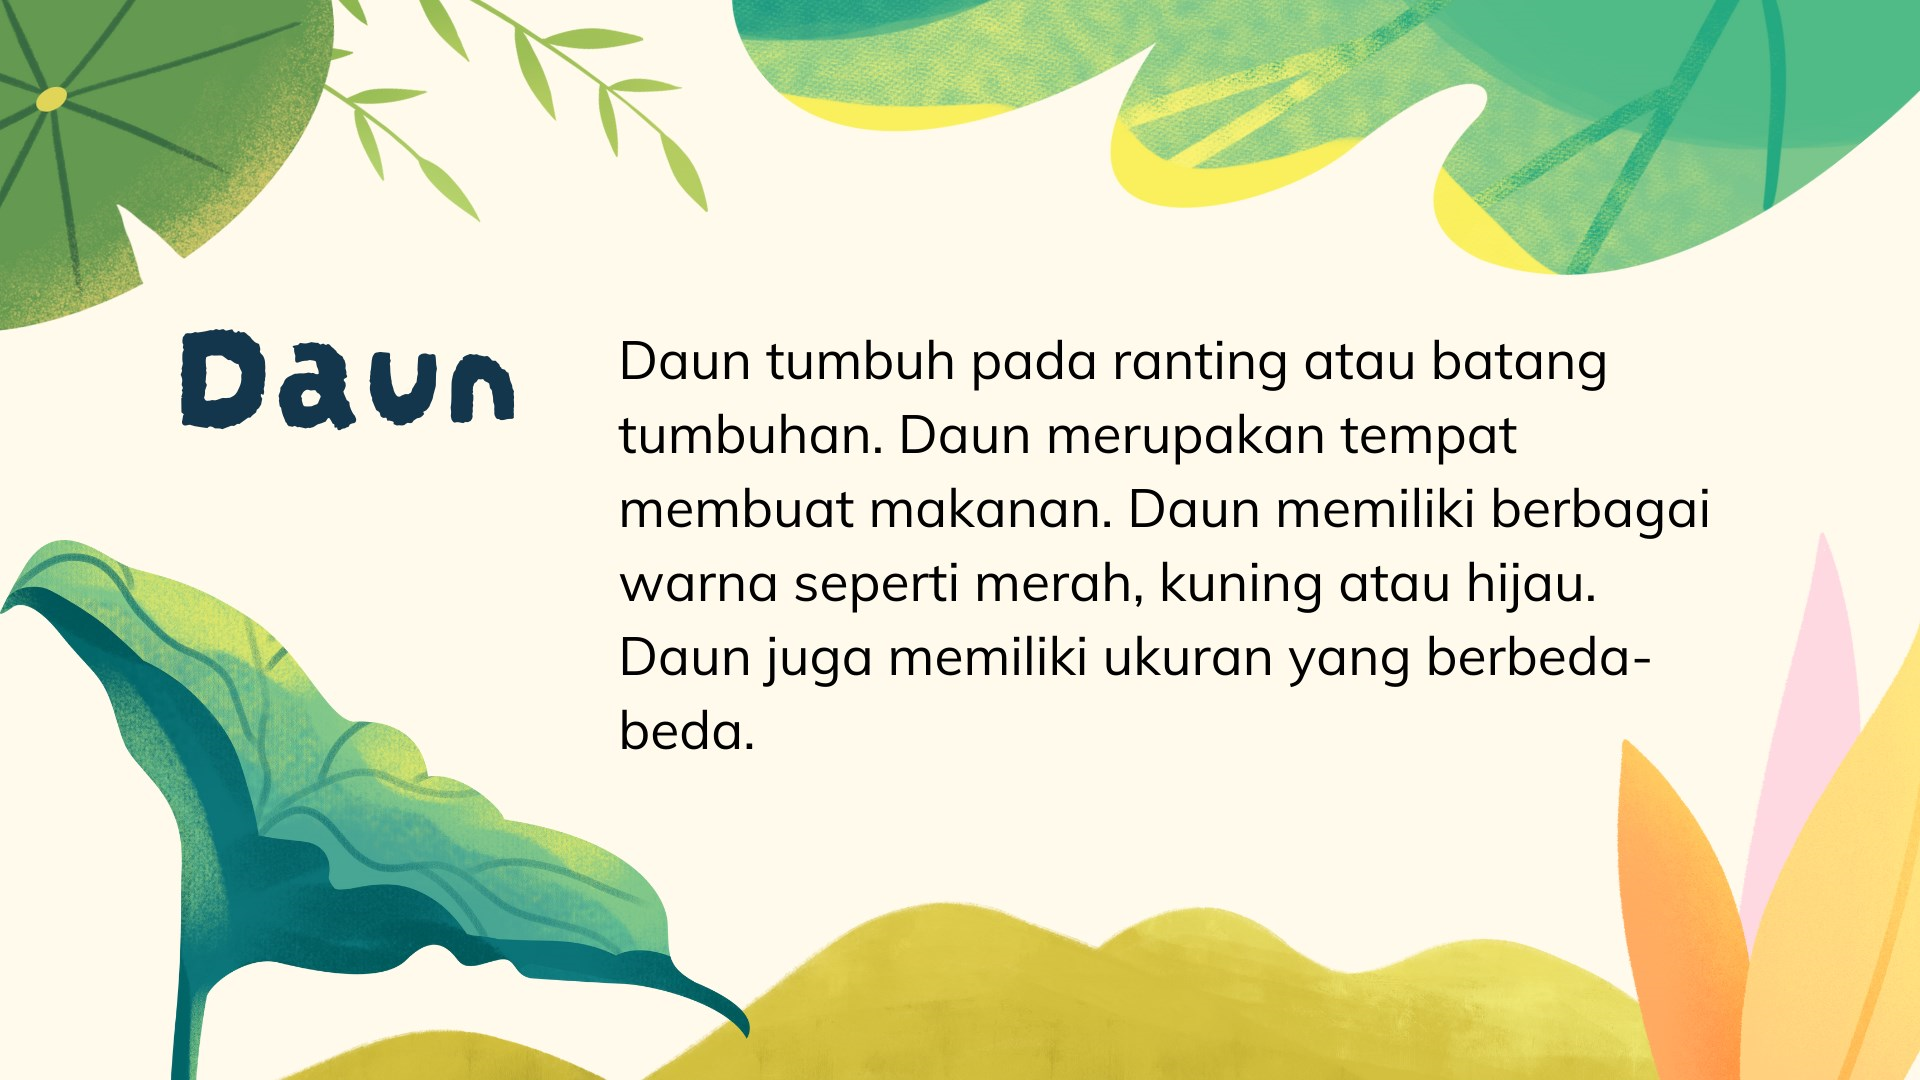 Daun
Daun tumbuh pada ranting atau batang
tumbuhan. Daun merupakan tempat
membuat makanan. Daun memiliki berbagai
warna seperti merah, kuning atau hijau.
Daun juga memiliki ukuran yang berbeda-
beda.